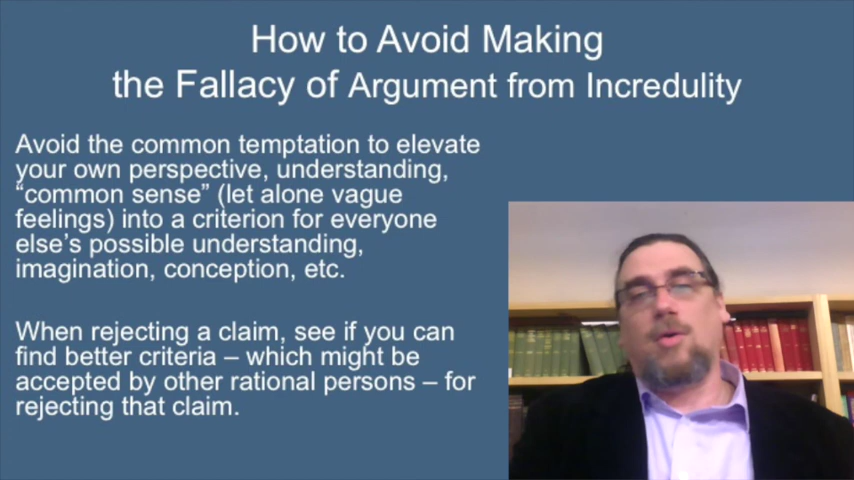 How to Avoid Making
the Fallacy of Argument from Incredulity
Avoid the common temptation to elevate
your own perspective, understanding,
“common sense” (let alone vague
feelings) into a criterion for everyone
else’s possible understanding,
imagination, conception, etc.
When rejecting a claim, see if you can
find better criteria – which might be
accepted by other rational persons – for
rejecting that claim.